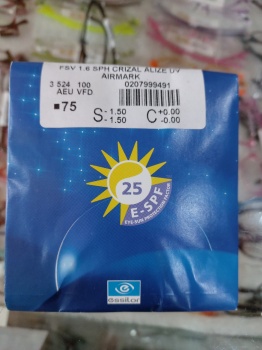 FSV 1.6 SPH CRIZAL ALIZE UV
AIRMARK
3 524 100 0207999491
AEU VFD
75 S -1.50 C +0.00
-1.50 -0.00
25
E-SPF
EYE-SUN PROTECTION FACTOR
essilor